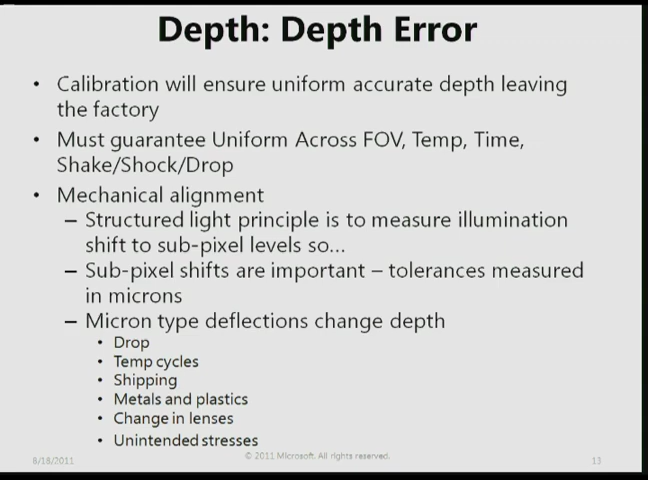 Depth: Depth Error
• Calibration will ensure uniform accurate depth leaving
the factory
• Must guarantee Uniform Across FOV, Temp, Time,
Shake/Shock/Drop
• Mechanical alignment
– Structured light principle is to measure illumination
shift to sub-pixel levels so...
– Sub-pixel shifts are important – tolerances measured
in microns
– Micron type deflections change depth
• Drop
• Temp cycles
• Shipping
• Metals and plastics
• Change in lenses
• Unintended stresses
8/18/2011
© 2011 Microsoft. All rights reserved.
13